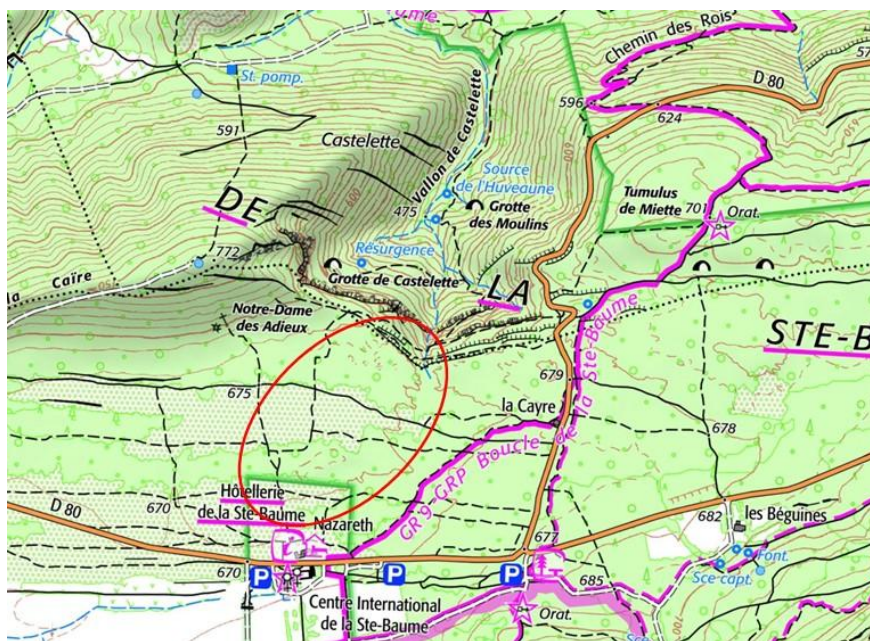 Chemin des Rois
D 80
St. pomp.
596
624
591
Castelette
Vallon de Castelette
Source
de l'Huveaune
Tumulus
de Miette
701
Orat.
DE
475
Grotte
des Moulins
772
Résurgence
la Caïre
Grotte de Castelette
LA
Notre-Dame
des Adieux
STE-B
675
679
la Cayre
678
GR 9 - GRP Boucle de la Ste-Baume
D 80
670
Hôtellerie
de la Ste-Baume
Nazareth
682
les Béguines
677
Font.
Sce capt.
670
P
P
P
685
Centre International
de la Ste-Baume
Orat.